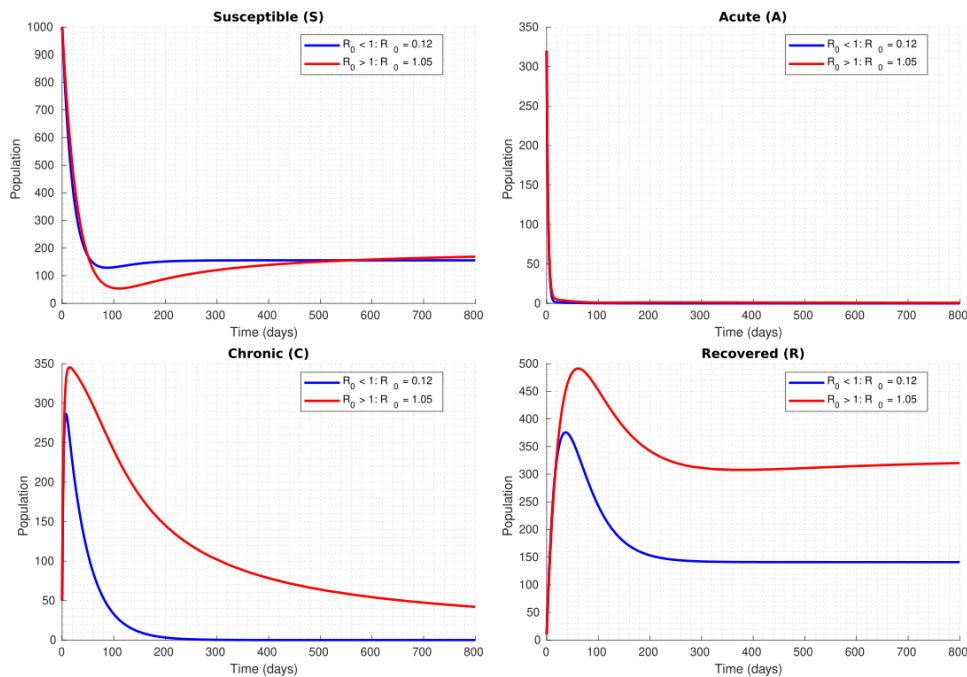 Susceptible (S)
1000
900
800
700
600
500
400
300
200
100
0
Population
0 100 200 300 400 500 600 700 800
Time (days)
R0 < 1: R 0 = 0.12
R0 > 1: R 0 = 1.05
Acute (A)
350
300
250
200
150
100
50
0
Population
0 100 200 300 400 500 600 700 800
Time (days)
R0 < 1: R 0 = 0.12
R0 > 1: R 0 = 1.05
Chronic (C)
350
300
250
200
150
100
50
0
Population
0 100 200 300 400 500 600 700 800
Time (days)
R0 < 1: R 0 = 0.12
R0 > 1: R 0 = 1.05
Recovered (R)
500
450
400
350
300
250
200
150
100
50
0
Population
0 100 200 300 400 500 600 700 800
Time (days)
R0 < 1: R 0 = 0.12
R0 > 1: R 0 = 1.05